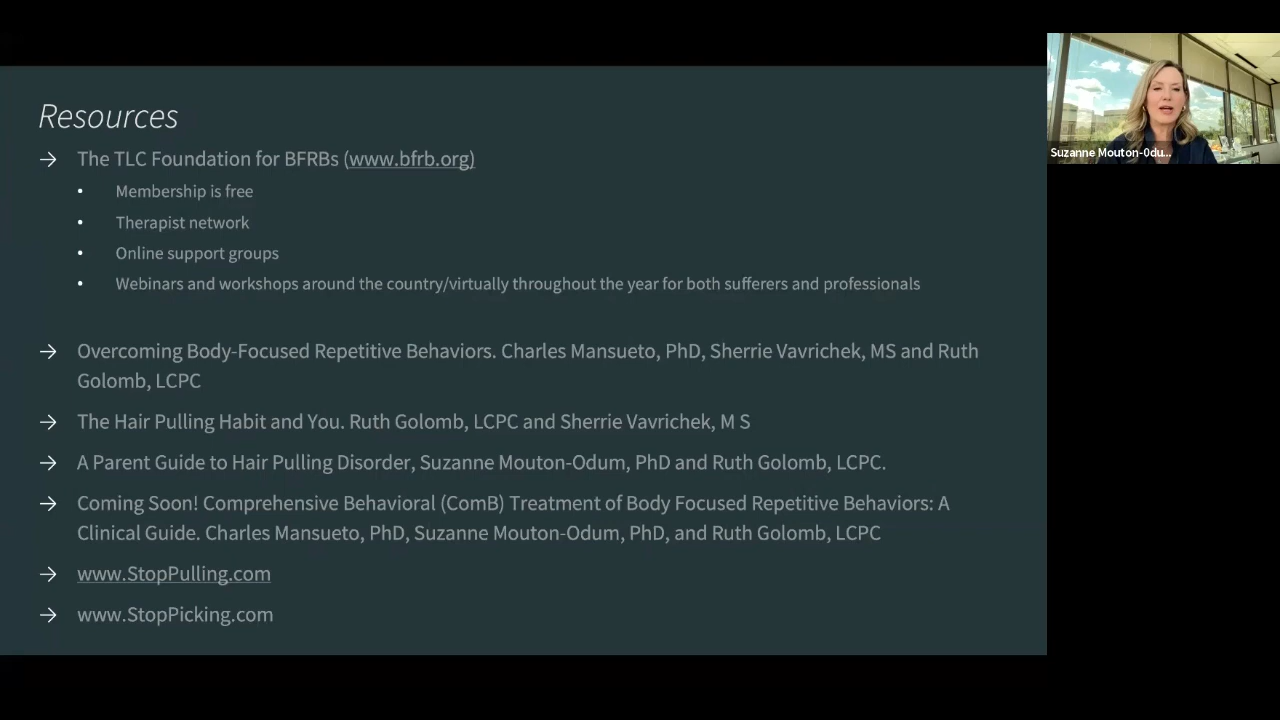 Resources
→ The TLC Foundation for BFRBs (www.bfrb.org)
• Membership is free
• Therapist network
• Online support groups
• Webinars and workshops around the country/virtually throughout the year for both sufferers and professionals
→ Overcoming Body-Focused Repetitive Behaviors. Charles Mansueto, PhD, Sherrie Vavrichek, MS and Ruth
Golomb, LCPC
→ The Hair Pulling Habit and You. Ruth Golomb, LCPC and Sherrie Vavrichek, M S
→ A Parent Guide to Hair Pulling Disorder, Suzanne Mouton-Odum, PhD and Ruth Golomb, LCPC.
→ Coming Soon! Comprehensive Behavioral (ComB) Treatment of Body Focused Repetitive Behaviors: A
Clinical Guide. Charles Mansueto, PhD, Suzanne Mouton-Odum, PhD, and Ruth Golomb, LCPC
→ www.StopPulling.com
→ www.StopPicking.com
Suzanne Mouton-Odu...